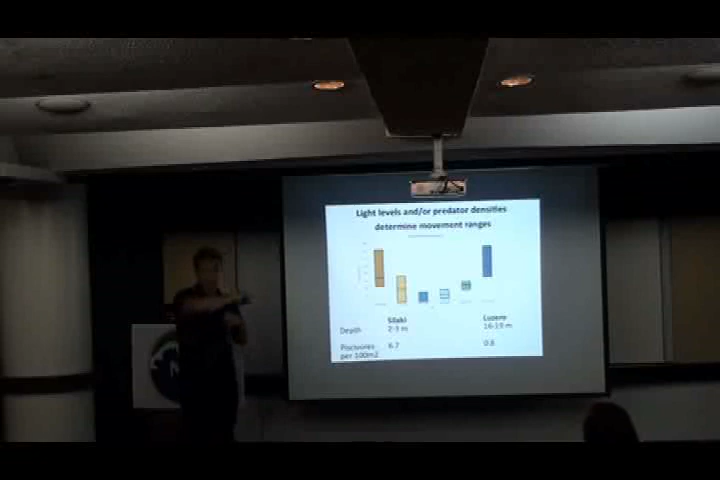 Light levels and/or predator densities
determine movement ranges
Silaki
Lucero
Depth
2-3 m
16-19 m
Piscivores
per 100m2
6.7
0.8